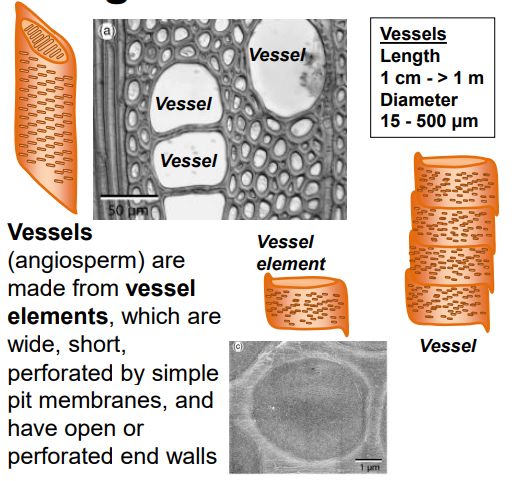 (a)
Vessel
Vessel
Vessel
50 µm
Vessels
Length
1 cm - > 1 m
Diameter
15 - 500 µm
Vessels
(angiosperm) are
made from vessel
elements, which are
wide, short,
perforated by simple
pit membranes, and
have open or
perforated end walls
Vessel
element
Vessel
(c)
1 µm